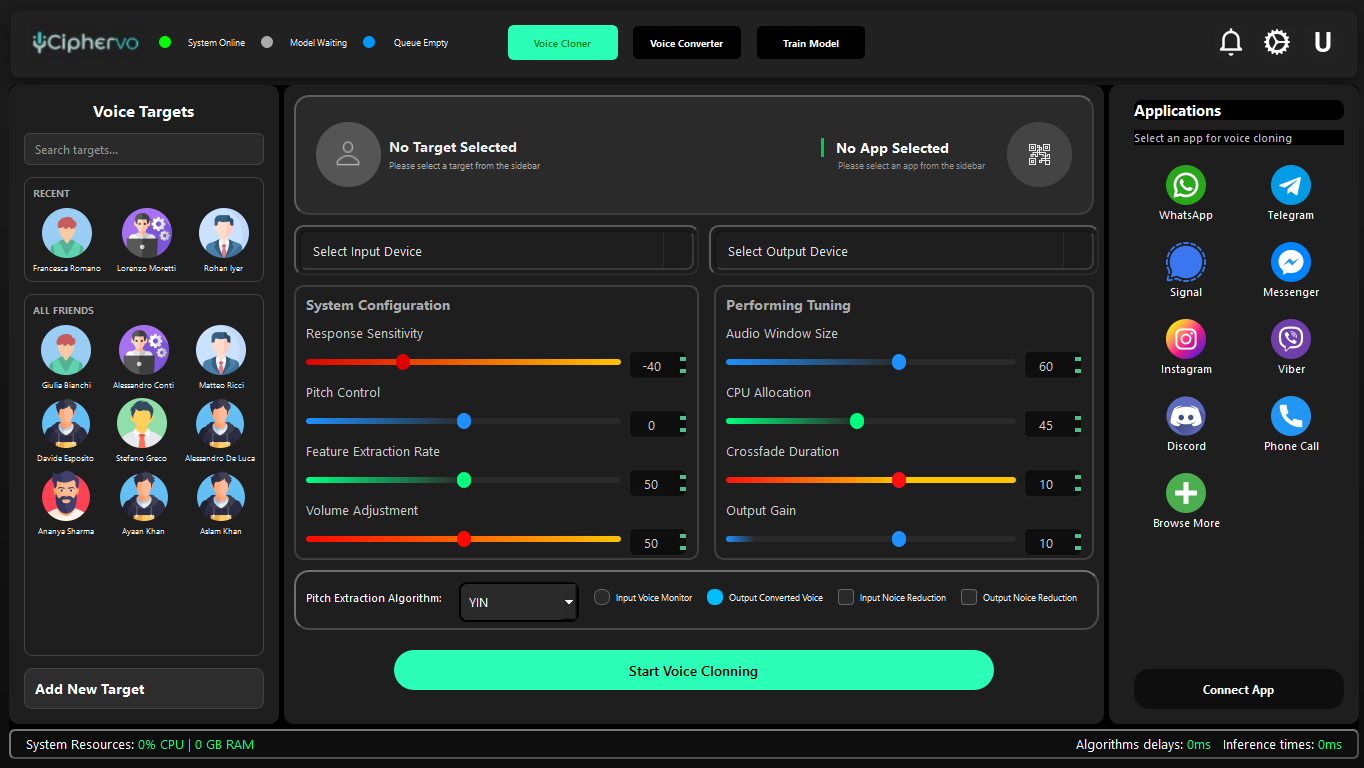 Ciphervo
System Online
Model Waiting
Queue Empty
Voice Cloner
Voice Converter
Train Model
U
Voice Targets
Search targets...
RECENT
Francesca Romano
Lorenzo Moretti
Rohan Iyer
ALL FRIENDS
Giulia Bianchi
Alessandro Conti
Matteo Ricci
Davide Esposito
Stefano Greco
Alessandro De Luca
Ananya Sharma
Ayaan Khan
Aslam Khan
Add New Target
No Target Selected
Please select a target from the sidebar
No App Selected
Please select an app from the sidebar
Select Input Device
Select Output Device
System Configuration
Response Sensitivity
-40
Pitch Control
0
Feature Extraction Rate
50
Volume Adjustment
50
Performing Tuning
Audio Window Size
60
CPU Allocation
45
Crossfade Duration
10
Output Gain
10
Pitch Extraction Algorithm:
YIN
Input Voice Monitor
Output Converted Voice
Input Noice Reduction
Output Noice Reduction
Start Voice Clonning
Applications
Select an app for voice cloning
WhatsApp
Telegram
Signal
Messenger
Instagram
Viber
Discord
Phone Call
Browse More
Connect App
System Resources: 0% CPU | 0 GB RAM
Algorithms delays: 0ms
Inference times: 0ms